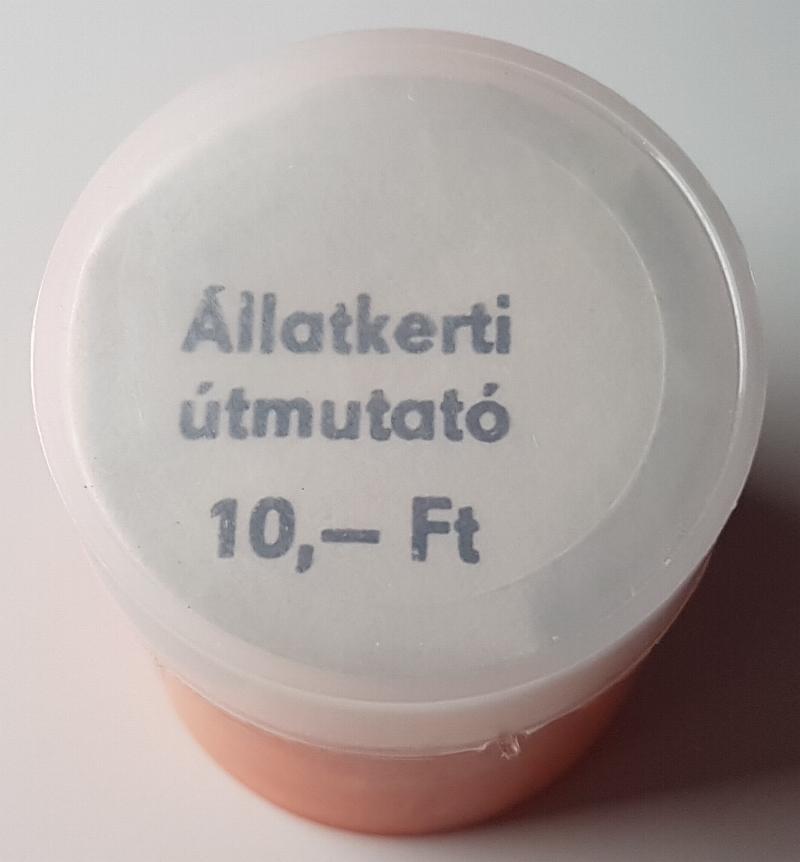 Állatkerti
útmutató
10,— Ft